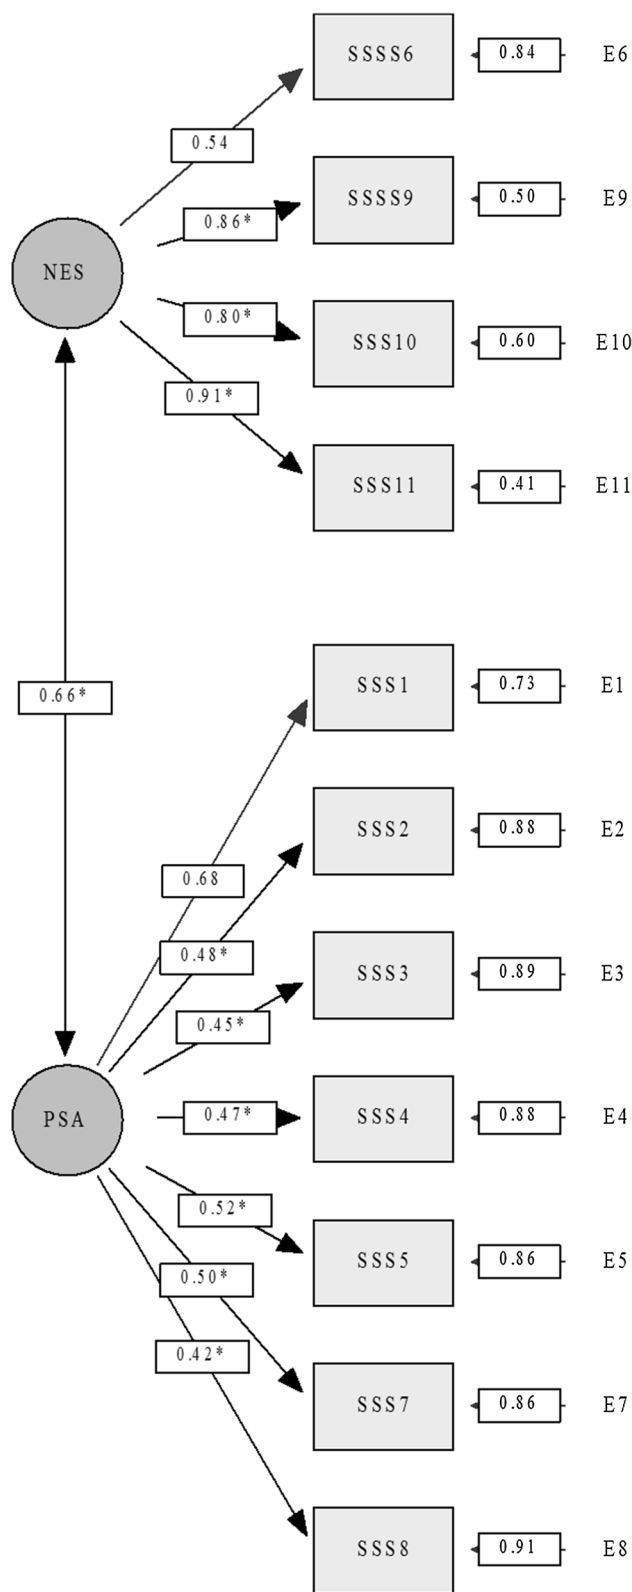 SSSS6 0.84 E6
0.54
SSSS9 0.50 E9
0.86*
NES
0.80*
SSS10 0.60 E10
0.91*
SSS11 0.41 E11
0.66*
SSS1 0.73 E1
SSS2 0.88 E2
0.68
0.48*
SSS3 0.89 E3
0.45*
PSA 0.47* SSS4 0.88 E4
0.52*
SSS5 0.86 E5
0.50*
0.42*
SSS7 0.86 E7
SSS8 0.91 E8